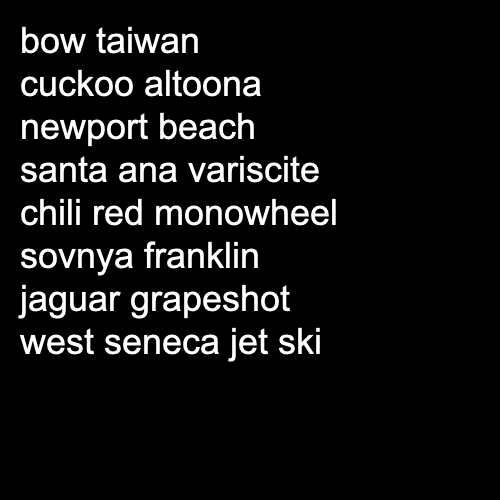 bow taiwan
cuckoo altoona
newport beach
santa ana variscite
chili red monowheel
sovnya franklin
jaguar grapeshot
west seneca jet ski